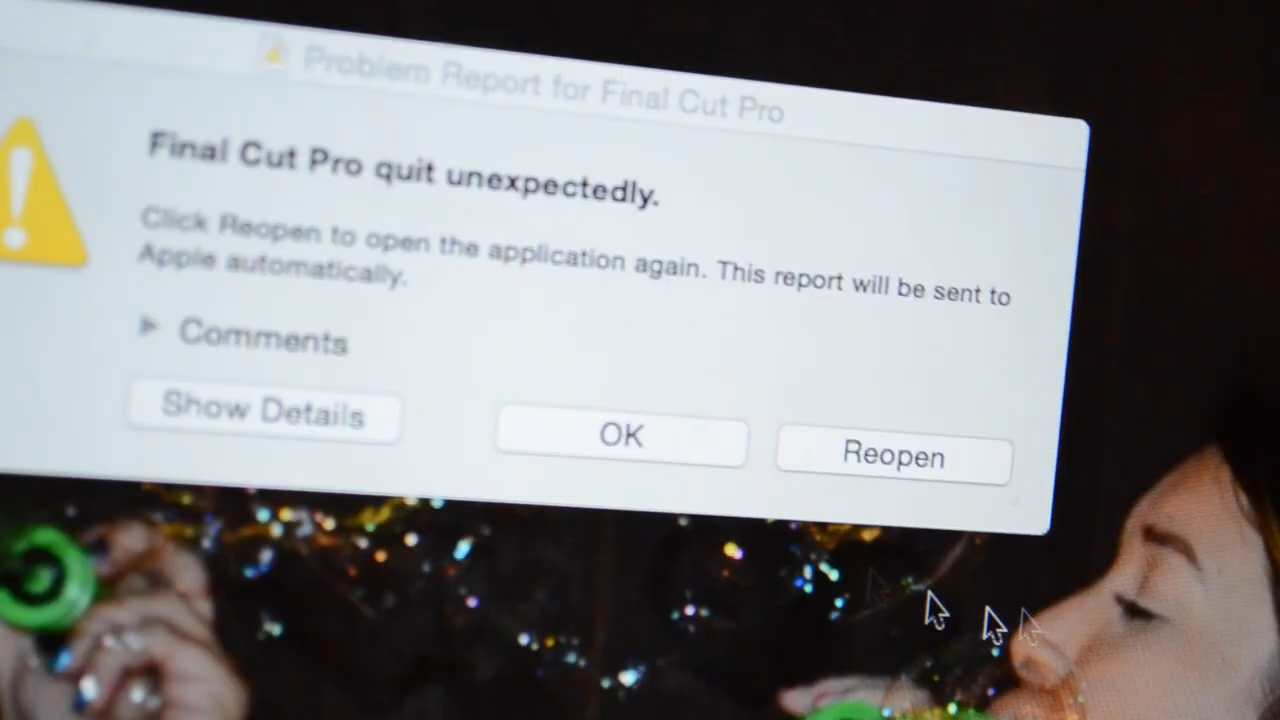 Problem Report for Final Cut Pro
Final Cut Pro quit unexpectedly.
Click Reopen to open the application again. This report will be sent to
Apple automatically.
Comments
Show Details
OK
Reopen